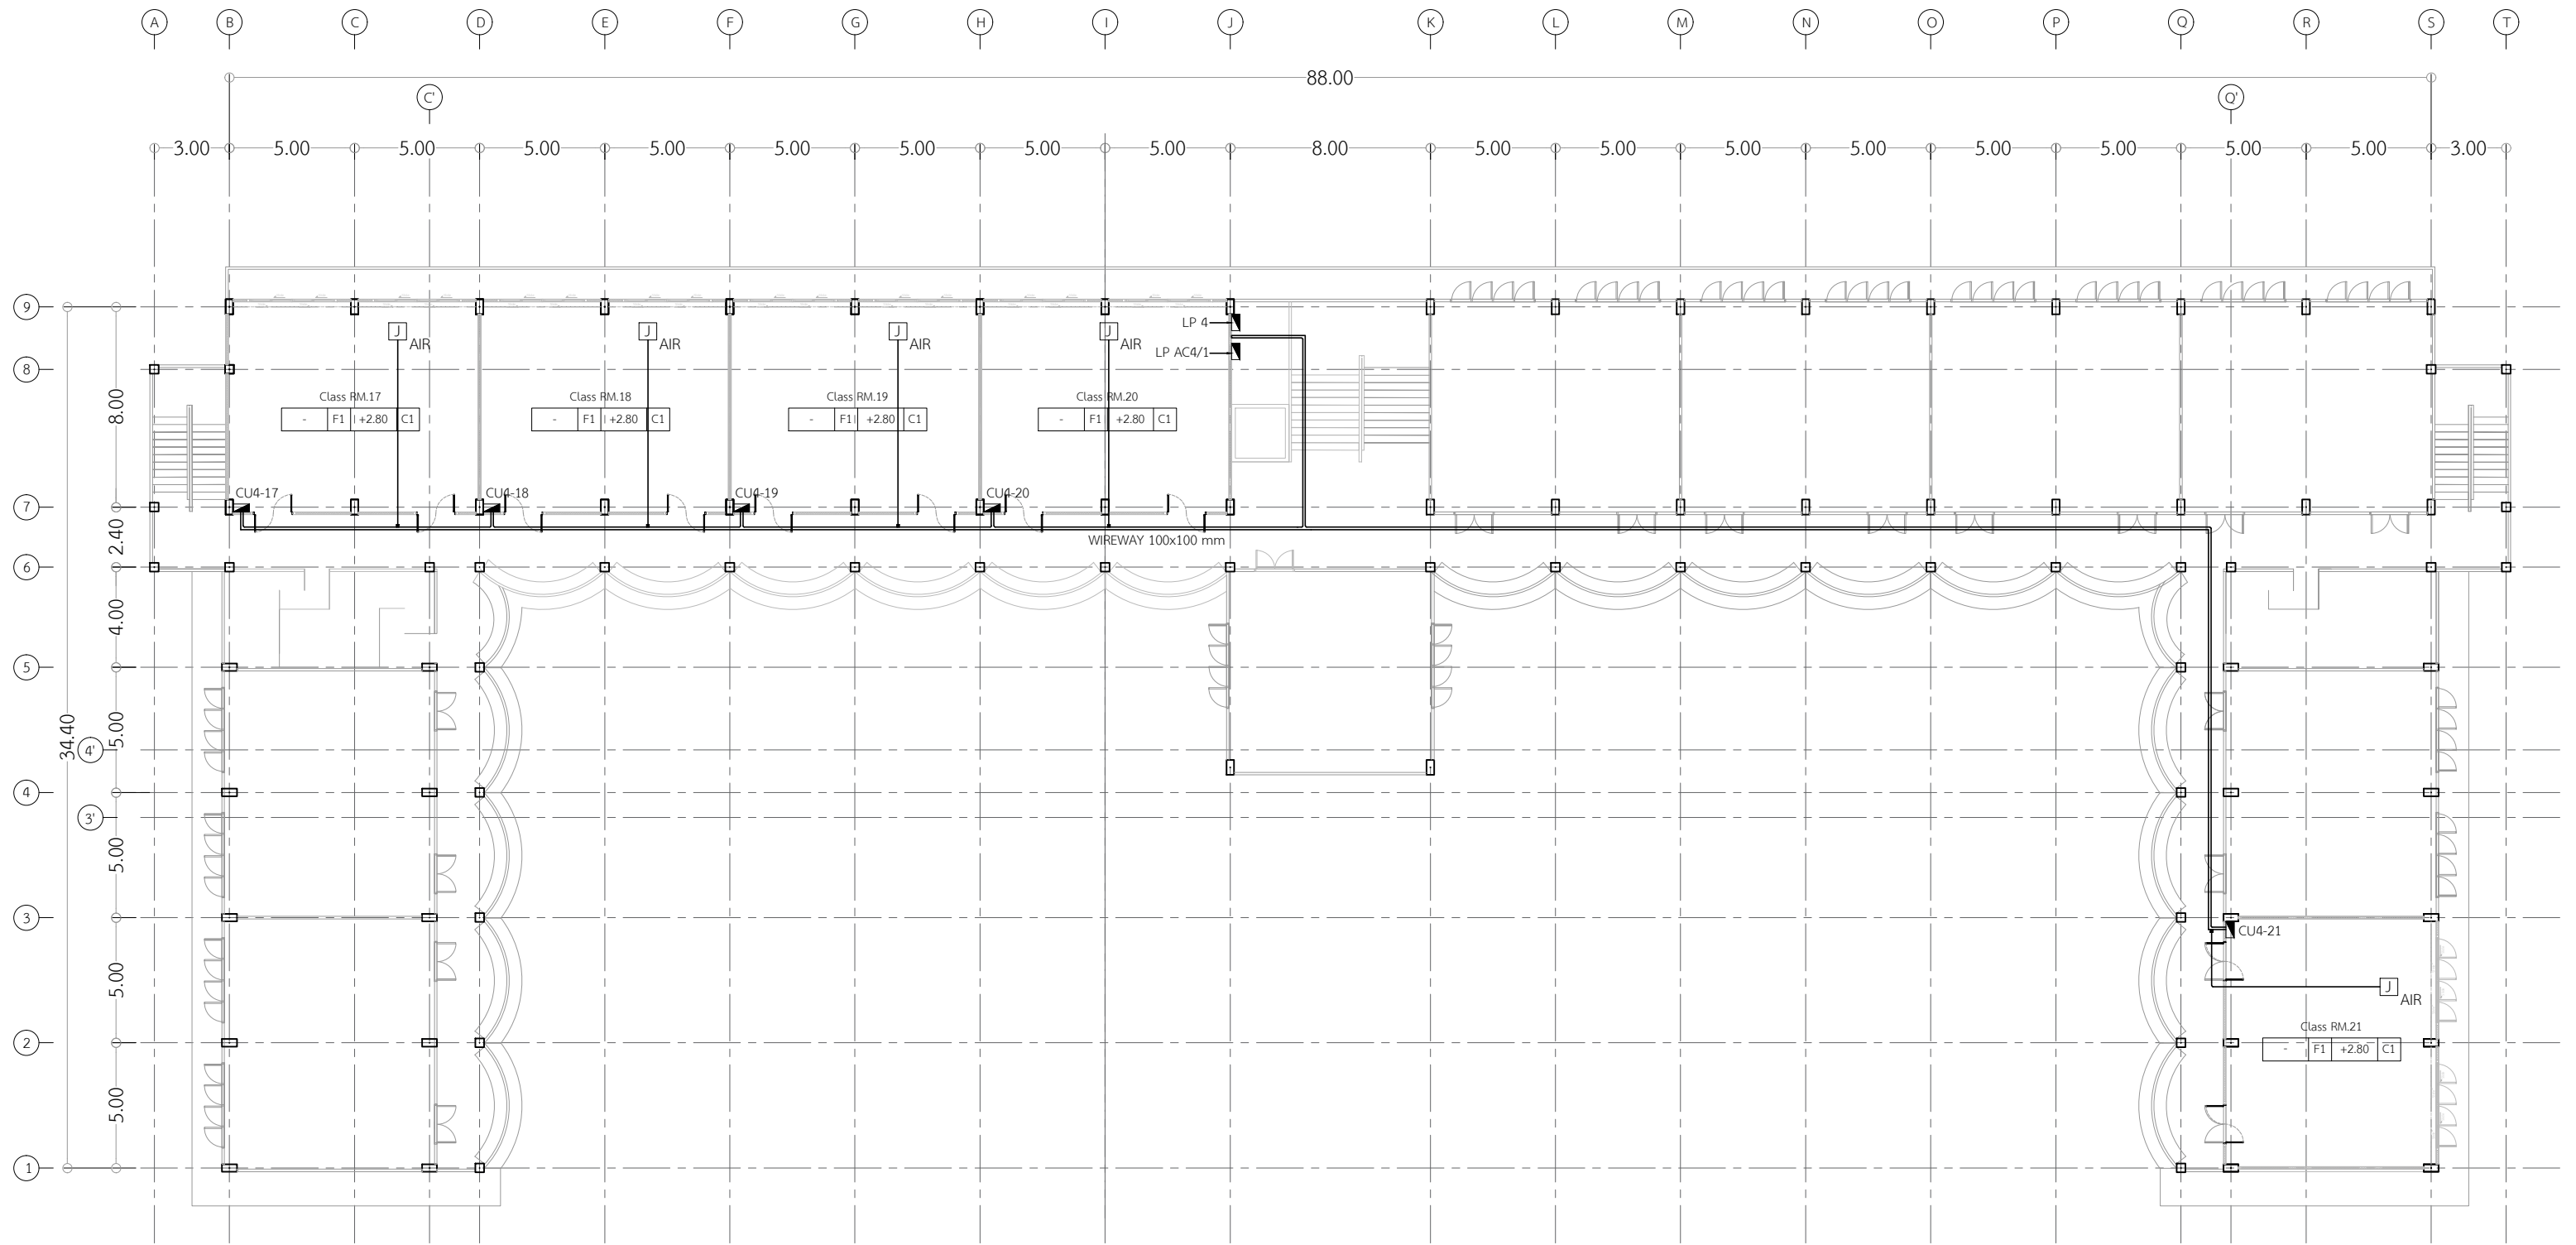 A B C D E F G H I J K L M N O P Q R S T
88.00
C' Q'
3.00 5.00 5.00 5.00 5.00 5.00 5.00 5.00 5.00 8.00 5.00 5.00 5.00 5.00 5.00 5.00 5.00 5.00 3.00
9
LP 4
J J J J
AIR AIR AIR AIR
LP AC4/1
8
8.00
Class RM.17 Class RM.18 Class RM.19 Class RM.20
- F1 +2.80 C1 - F1 +2.80 C1 - F1 +2.80 C1 - F1 +2.80 C1
CU4-17 CU4-18 CU4-19 CU4-20
7
2.40
WIREWAY 100x100 mm
6
4.00
5
5.00
34.40
4'
4
3'
5.00
3
CU4-21
5.00
J
AIR
Class RM.21
2
- F1 +2.80 C1
5.00
1